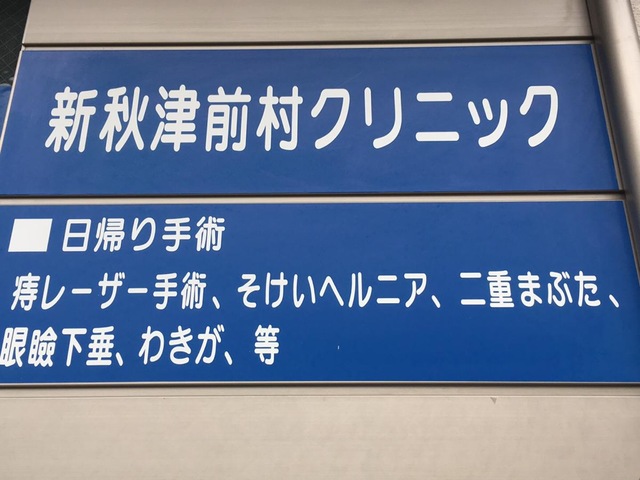 新秋津前村クリニック
■日帰り手術
痔レーザー手術、そけいヘルニア、二重まぶた、
眼瞼下垂、わきが、等